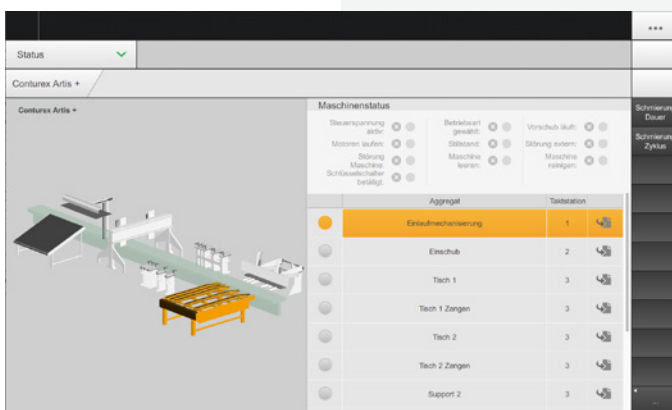 ...
Status
Conturex Artis +
Conturex Artis +
Maschinenstatus
Steuerspannung aktiv:
Betriebsart gewählt:
Vorschub läuft:
Motoren laufen:
Stillstand:
Störung extern:
Störung Maschine:
Maschine leeren:
Maschine reinigen:
Schlüsselschalter betätigt:
Schmierung
Dauer
Schmierung
Zyklus
Aggregat Taktstation
Einlaufmechanisierung 1
Einschub 2
Tisch 1 3
Tisch 1 Zangen 3
Tisch 2 3
Tisch 2 Zangen 3
Support 2 3
...